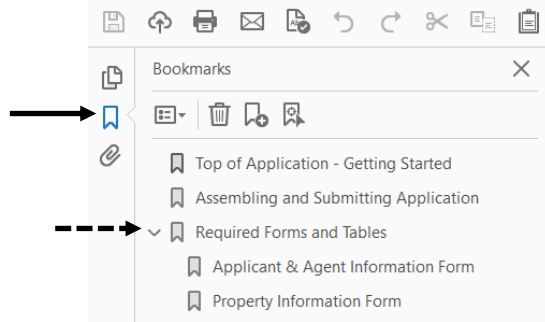 Bookmarks
Top of Application - Getting Started
Assembling and Submitting Application
Required Forms and Tables
Applicant & Agent Information Form
Property Information Form